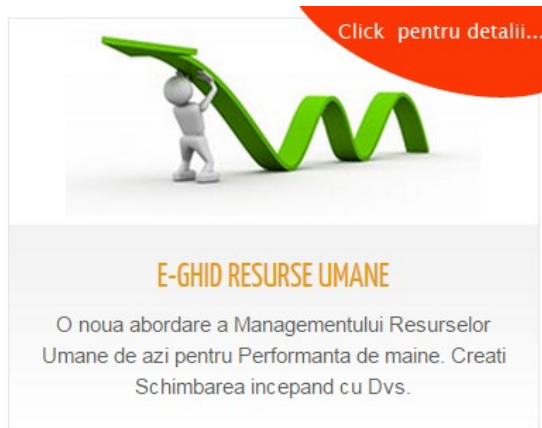 Click pentru detalii...
E-GHID RESURSE UMANE
O noua abordare a Managementului Resurselor
Umane de azi pentru Performanta de maine. Creati
Schimbarea incepand cu Dvs.